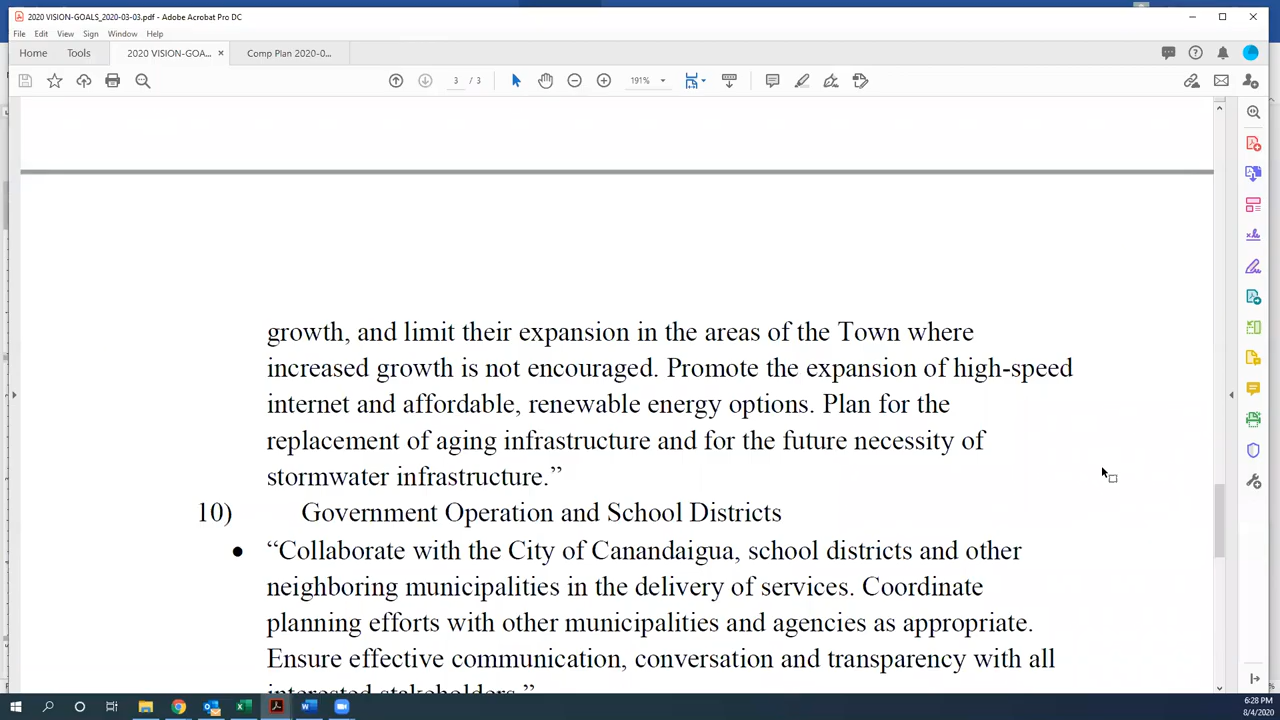 2020 VISION-GOALS_2020-03-03.pdf - Adobe Acrobat Pro DC
File Edit View Sign Window Help
Home Tools 2020 VISION-GOA... × Comp Plan 2020-0...
3 / 3 191%
growth, and limit their expansion in the areas of the Town where
increased growth is not encouraged. Promote the expansion of high-speed
internet and affordable, renewable energy options. Plan for the
replacement of aging infrastructure and for the future necessity of
stormwater infrastructure.”
10) Government Operation and School Districts
• “Collaborate with the City of Canandaigua, school districts and other
neighboring municipalities in the delivery of services. Coordinate
planning efforts with other municipalities and agencies as appropriate.
Ensure effective communication, conversation and transparency with all
interested stakeholders.”
6:28 PM
8/4/2020